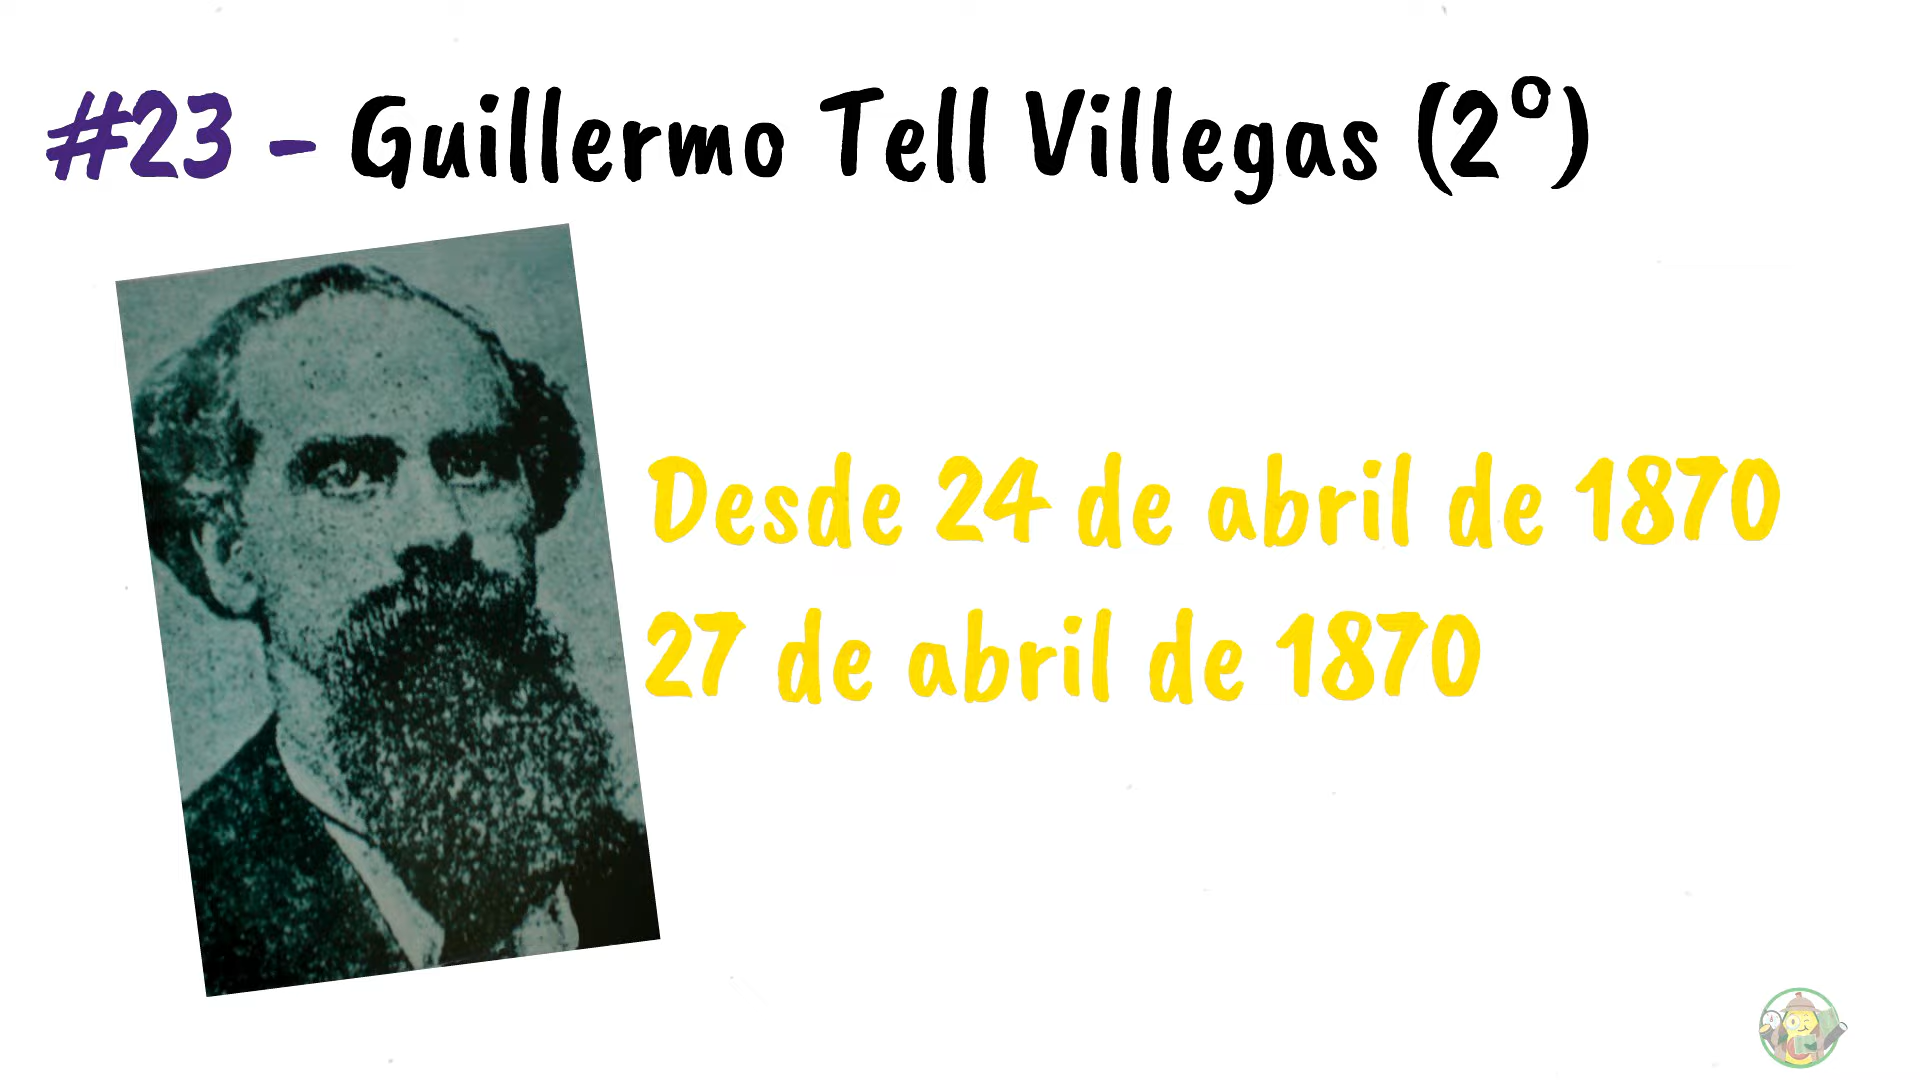 #23 - Guillermo Tell Villegas (2°)
Desde 24 de abril de 1870
27 de abril de 1870